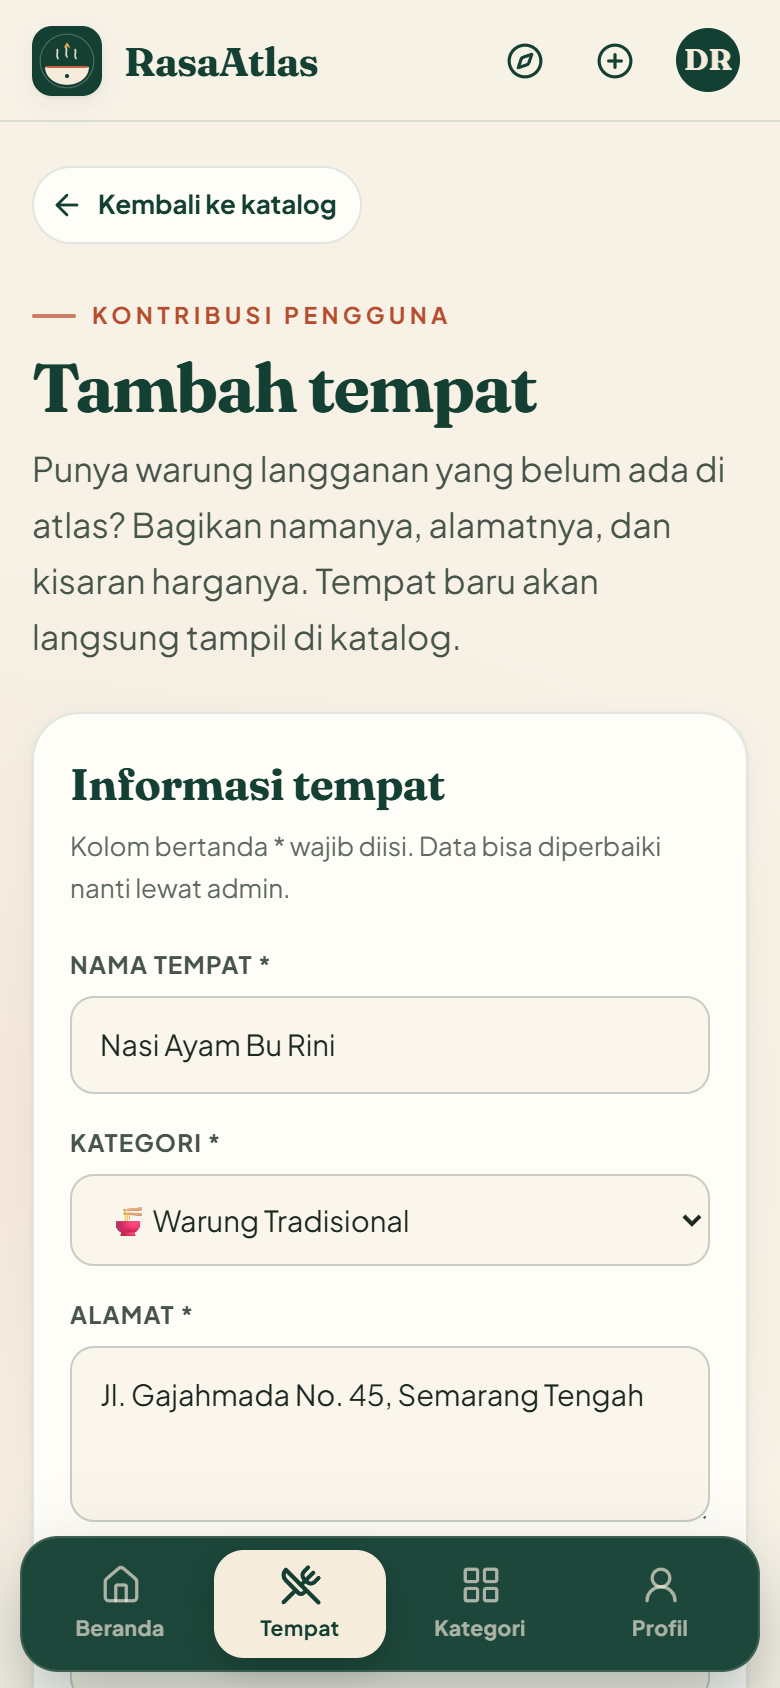 RasaAtlas
DR
Kembali ke katalog
KONTRIBUSI PENGGUNA
Tambah tempat
Punya warung langganan yang belum ada di
atlas? Bagikan namanya, alamatnya, dan
kisaran harganya. Tempat baru akan
langsung tampil di katalog.
Informasi tempat
Kolom bertanda * wajib diisi. Data bisa diperbaiki
nanti lewat admin.
NAMA TEMPAT *
Nasi Ayam Bu Rini
KATEGORI *
Warung Tradisional
ALAMAT *
Jl. Gajahmada No. 45, Semarang Tengah
Beranda
Tempat
Kategori
Profil